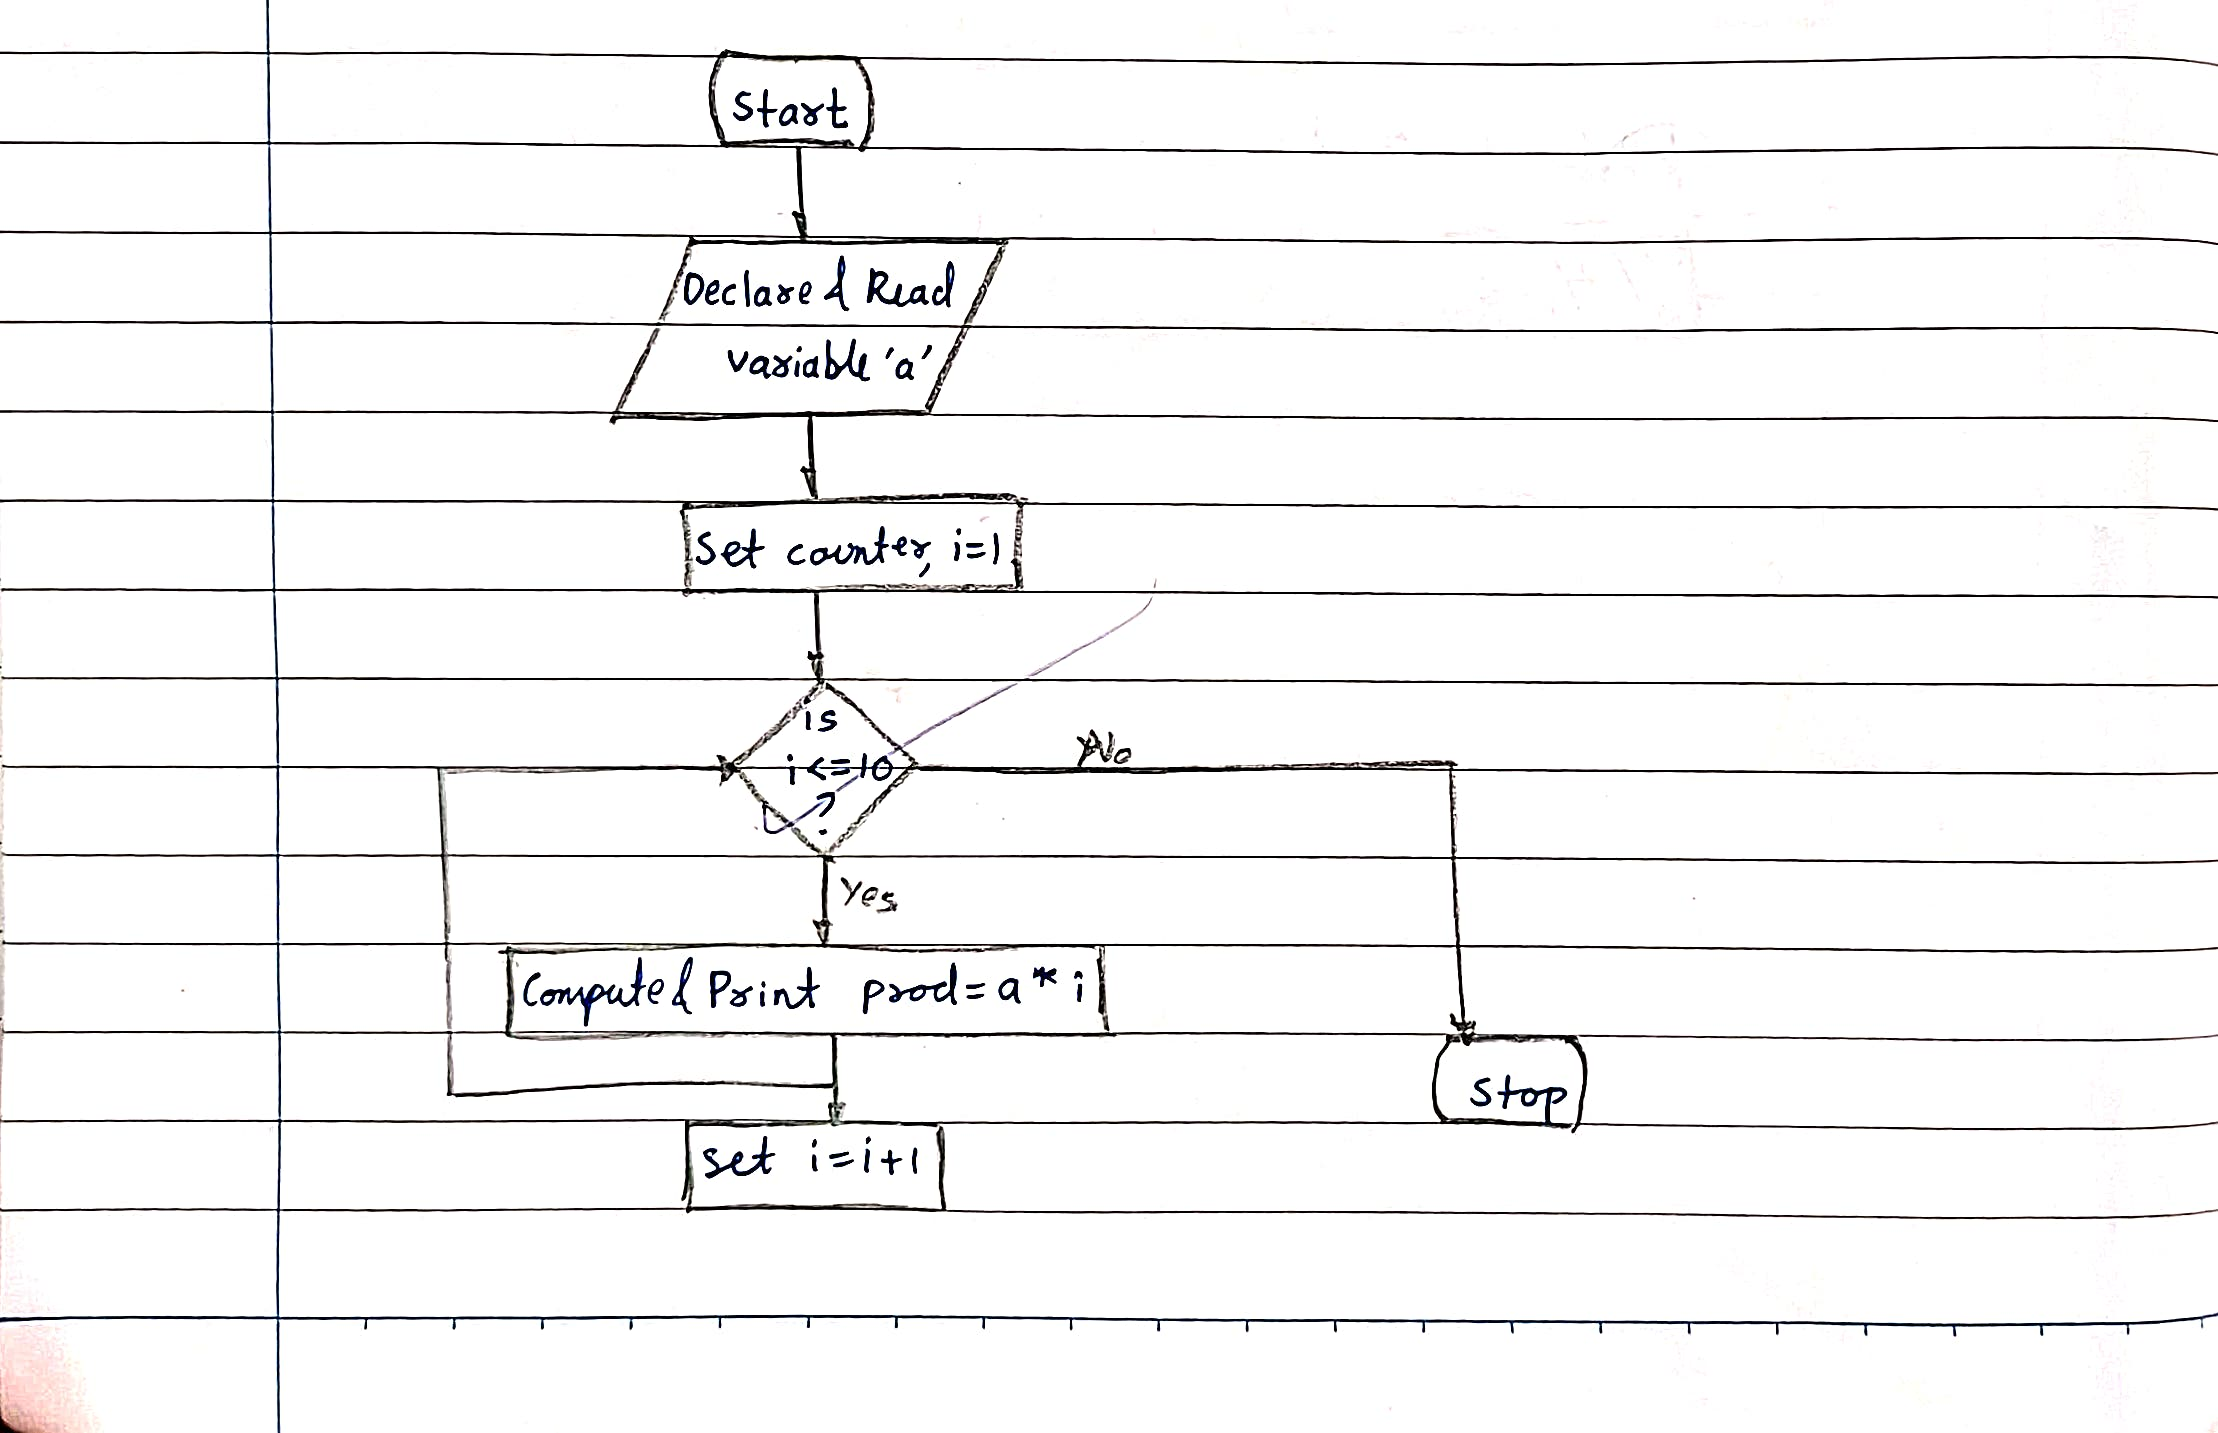 Start
Declare & Read
variable 'a'
Set counter, i=1
is
i<=10
?
No
Yes
Compute & Print prod=a* i
Stop
set i=i+1